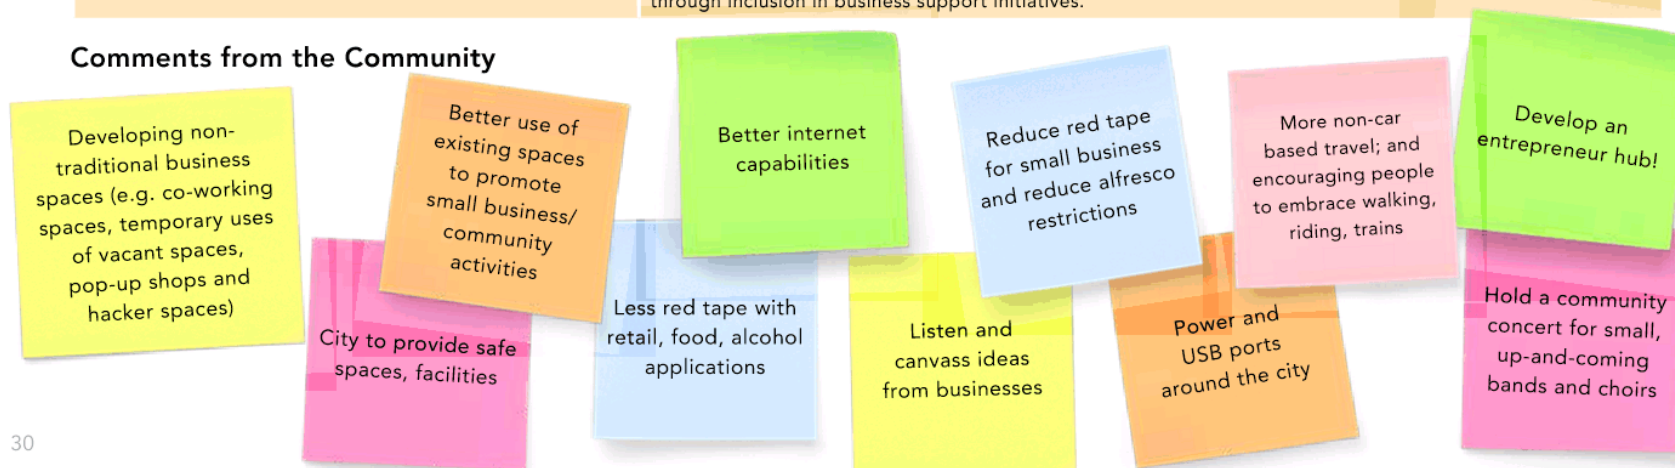 through inclusion in business support initiatives.
Comments from the Community
Developing non-
traditional business
spaces (e.g. co-working
spaces, temporary uses
of vacant spaces,
pop-up shops and
hacker spaces)
Better use of
existing spaces
to promote
small business/
community
activities
Better internet
capabilities
Reduce red tape
for small business
and reduce alfresco
restrictions
More non-car
based travel; and
encouraging people
to embrace walking,
riding, trains
Develop an
entrepreneur hub!
City to provide safe
spaces, facilities
Less red tape with
retail, food, alcohol
applications
Listen and
canvass ideas
from businesses
Power and
USB ports
around the city
Hold a community
concert for small,
up-and-coming
bands and choirs
30